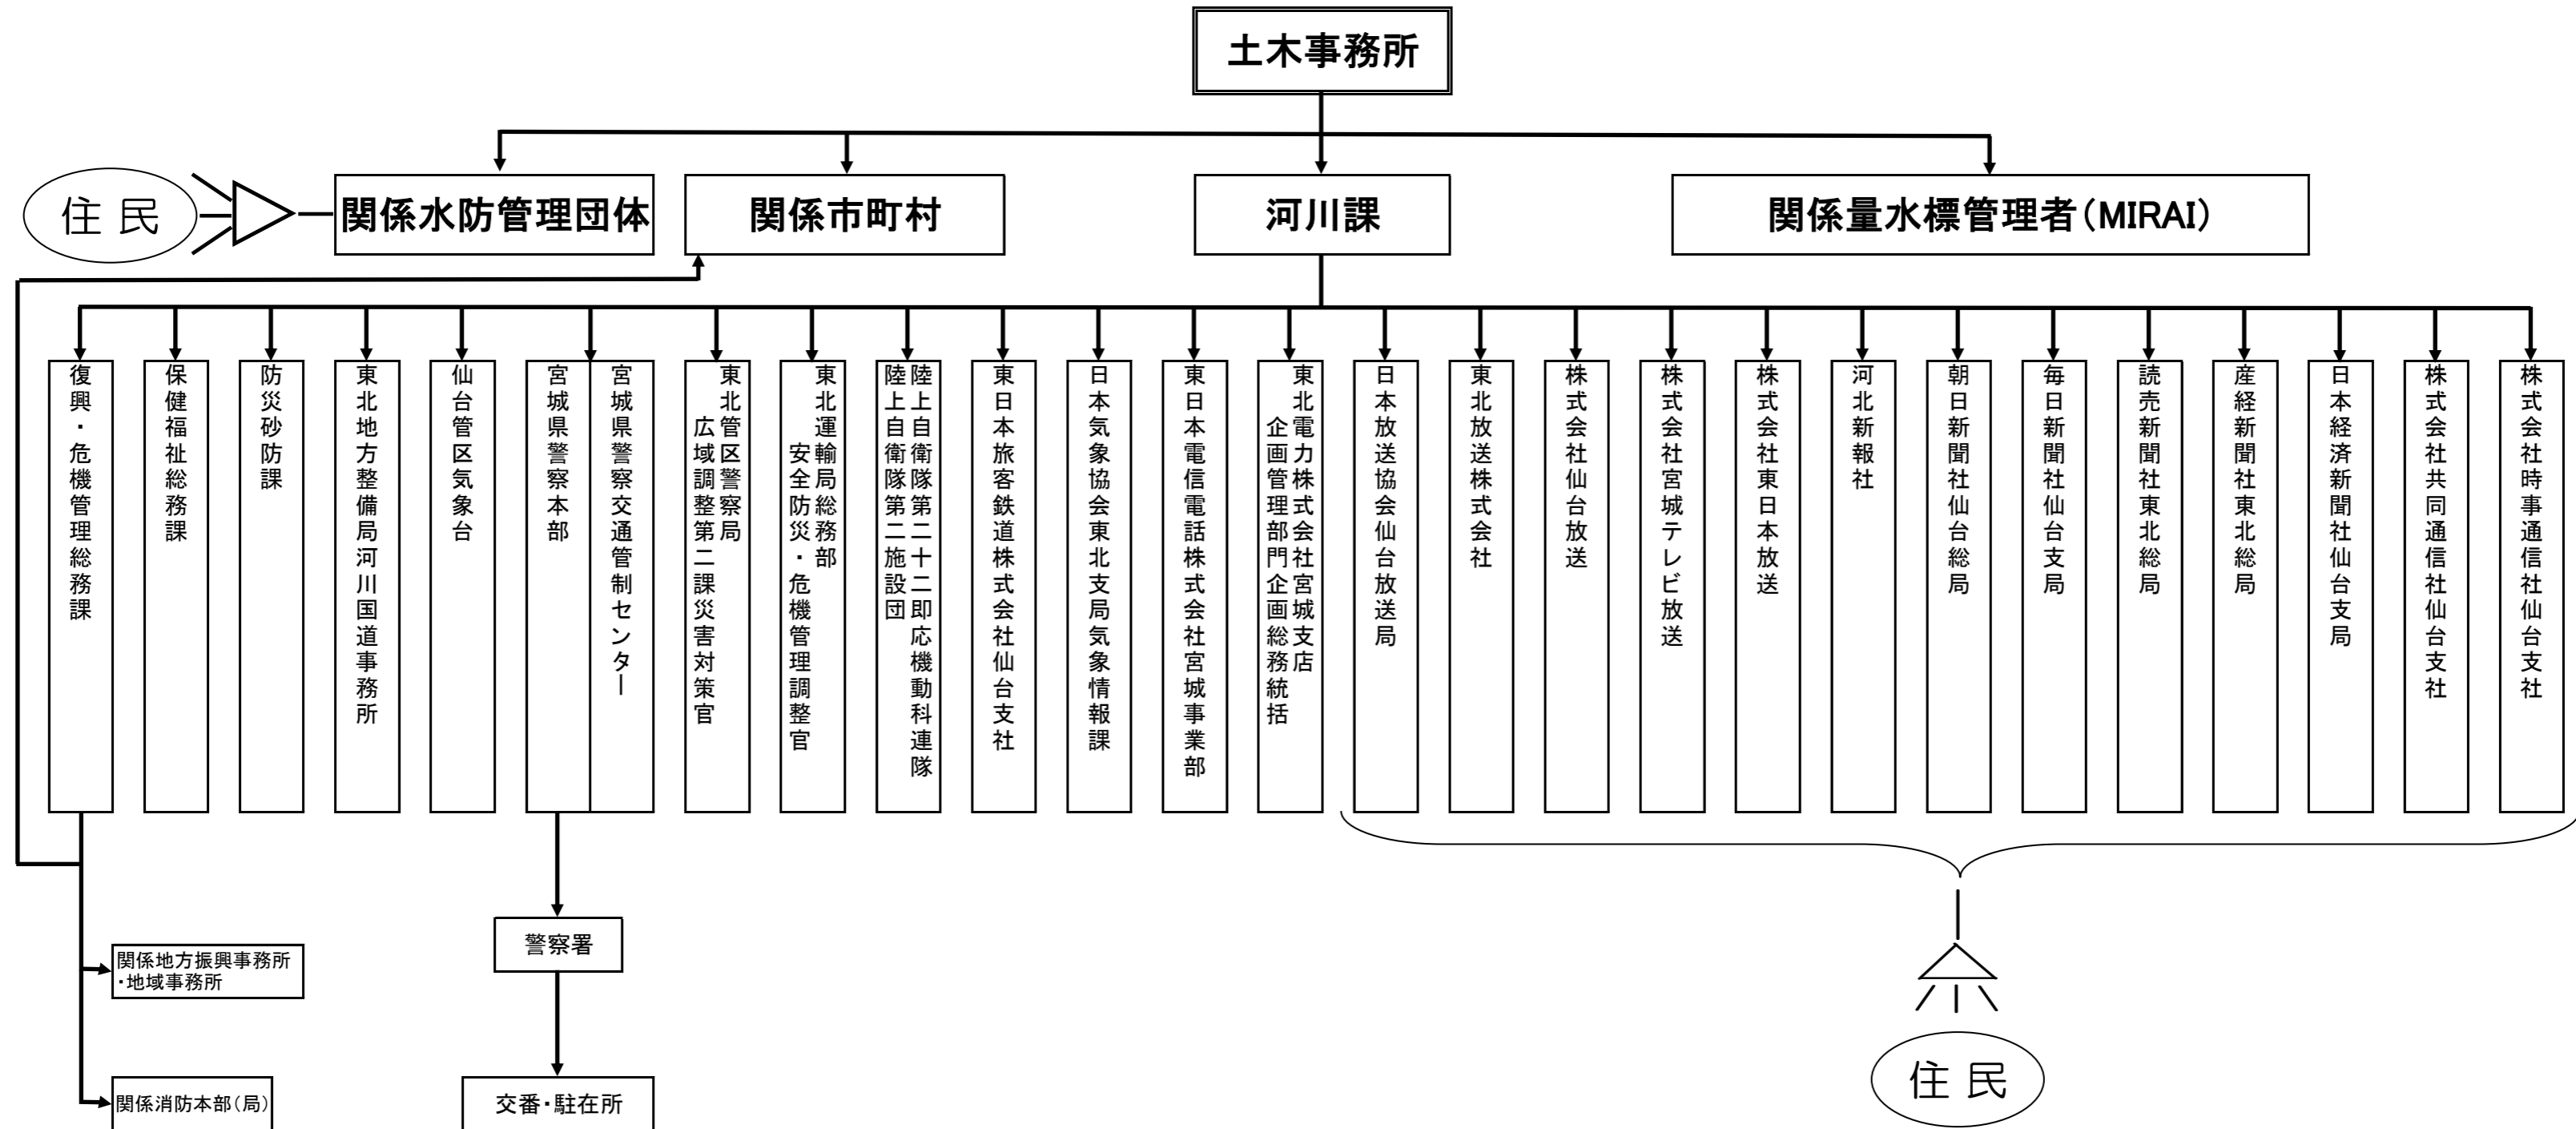 土木事務所
住民
関係水防管理団体
関係市町村
河川課
関係量水標管理者(MIRAI)
復興・危機管理総務課
保健福祉総務課
防災砂防課
東北地方整備局河川国道事務所
仙台管区気象台
宮城県警察本部
宮城県警察交通管制センター
東北管区警察局
広域調整第二課災害対策官
東北運輸局総務部
安全防災・危機管理調整官
陸上自衛隊第二十二即応機動科連隊
陸上自衛隊第二施設団
東日本旅客鉄道株式会社仙台支社
日本気象協会東北支局気象情報課
東日本電信電話株式会社宮城事業部
東北電力株式会社宮城支店
企画管理部門企画総務統括
日本放送協会仙台放送局
東北放送株式会社
株式会社仙台放送
株式会社宮城テレビ放送
株式会社東日本放送
河北新報社
朝日新聞社仙台総局
毎日新聞社仙台支局
読売新聞社東北総局
産経新聞社東北総局
日本経済新聞社仙台支局
株式会社共同通信社仙台支社
株式会社時事通信社仙台支社
警察署
関係地方振興事務所
・地域事務所
関係消防本部(局)
交番・駐在所
住民